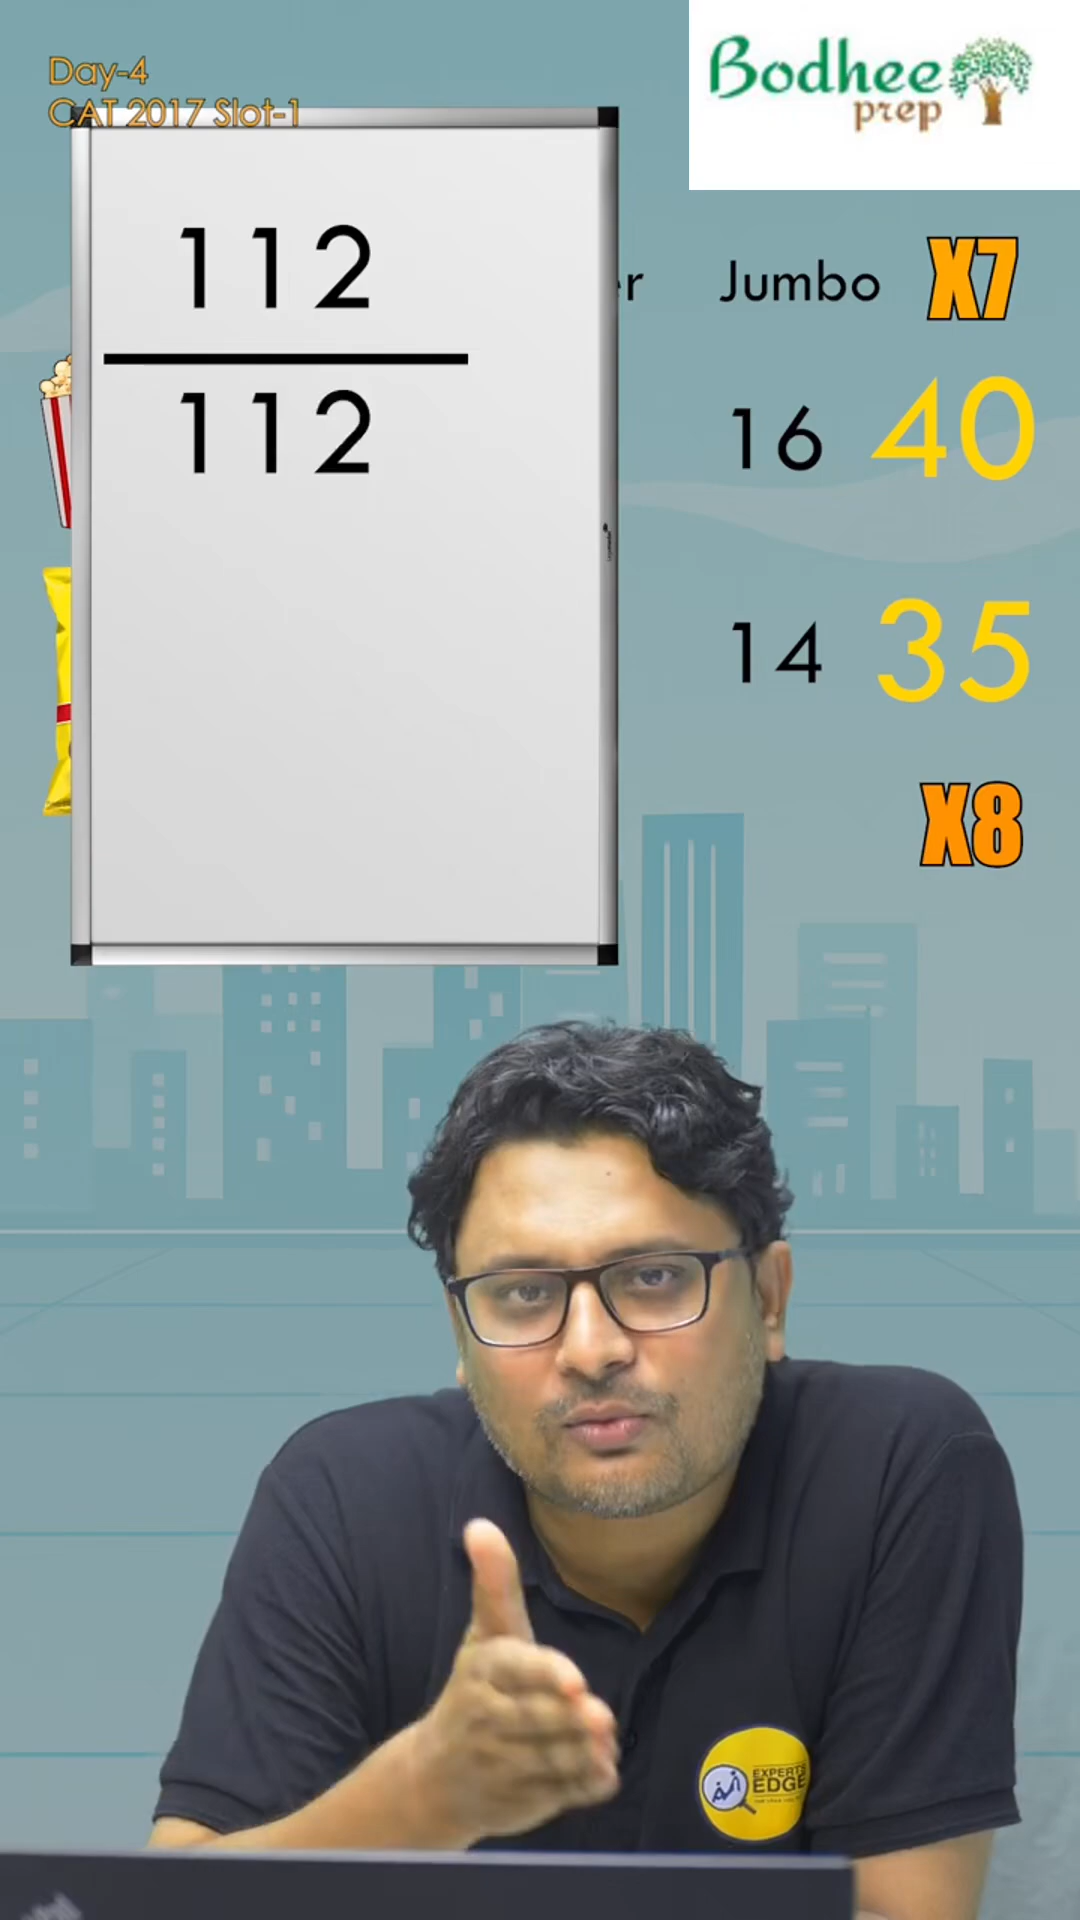 Day-4
CAT 2017 Slot-1
Bodhee
prep
112
112
Jumbo X7
16 40
14 35
X8
EXPERTS
EDGE